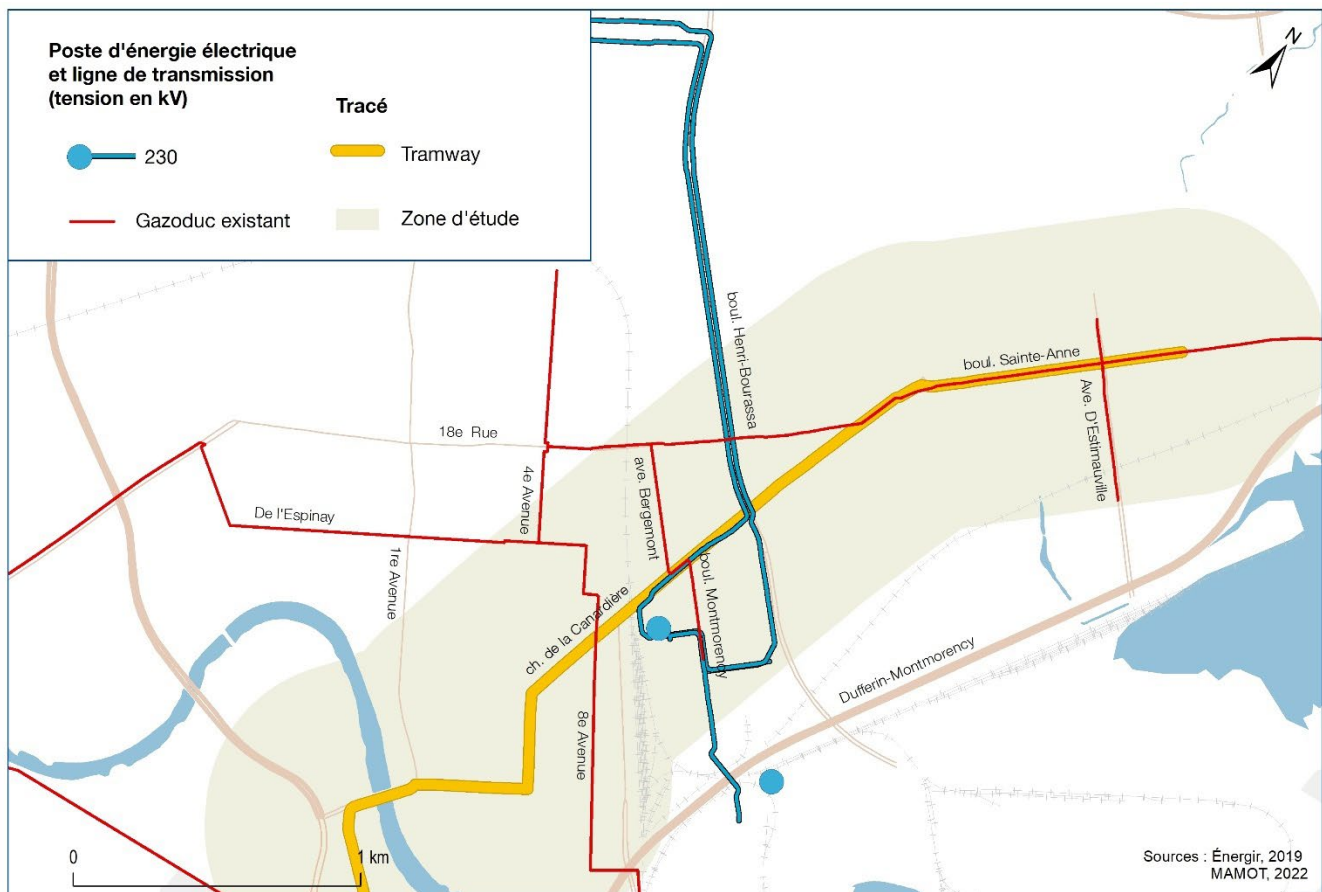 Poste d'énergie électrique
et ligne de transmission
(tension en kV)
Tracé
230
Tramway
Gazoduc existant
Zone d'étude
N
boul. Henri-Bourassa
boul. Sainte-Anne
Ave. D'Estimauville
18e Rue
4e Avenue
ave. Bergemont
De l'Espinay
1re Avenue
boul. Montmorency
ch. de la Canardière
8e Avenue
Dufferin-Montmorency
0
1 km
Sources : Énergir, 2019
MAMOT, 2022